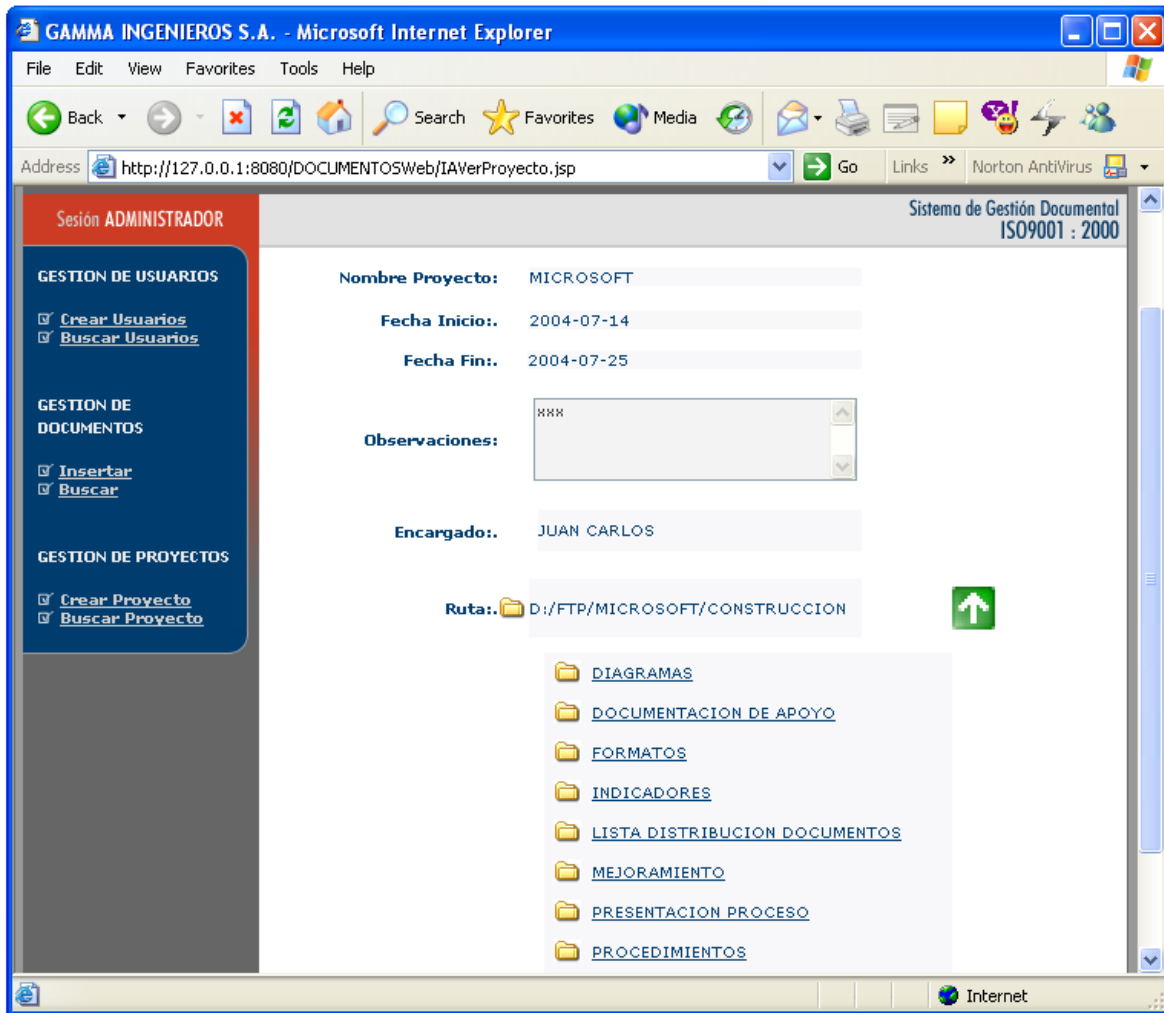 GAMMA INGENIEROS S.A. - Microsoft Internet Explorer
File Edit View Favorites Tools Help
Back Search Favorites Media
Address http://127.0.0.1:8080/DOCUMENTOSWeb/IAVerProyecto.jsp Go Links » Norton AntiVirus
Sesión ADMINISTRADOR
Sistema de Gestión Documental
ISO9001 : 2000
GESTION DE USUARIOS
Crear Usuarios
Buscar Usuarios
GESTION DE
DOCUMENTOS
Insertar
Buscar
GESTION DE PROYECTOS
Crear Proyecto
Buscar Proyecto
Nombre Proyecto: MICROSOFT
Fecha Inicio:. 2004-07-14
Fecha Fin:. 2004-07-25
Observaciones: xxx
Encargado:. JUAN CARLOS
Ruta:. D:/FTP/MICROSOFT/CONSTRUCCION
DIAGRAMAS
DOCUMENTACION DE APOYO
FORMATOS
INDICADORES
LISTA DISTRIBUCION DOCUMENTOS
MEJORAMIENTO
PRESENTACION PROCESO
PROCEDIMIENTOS
Internet